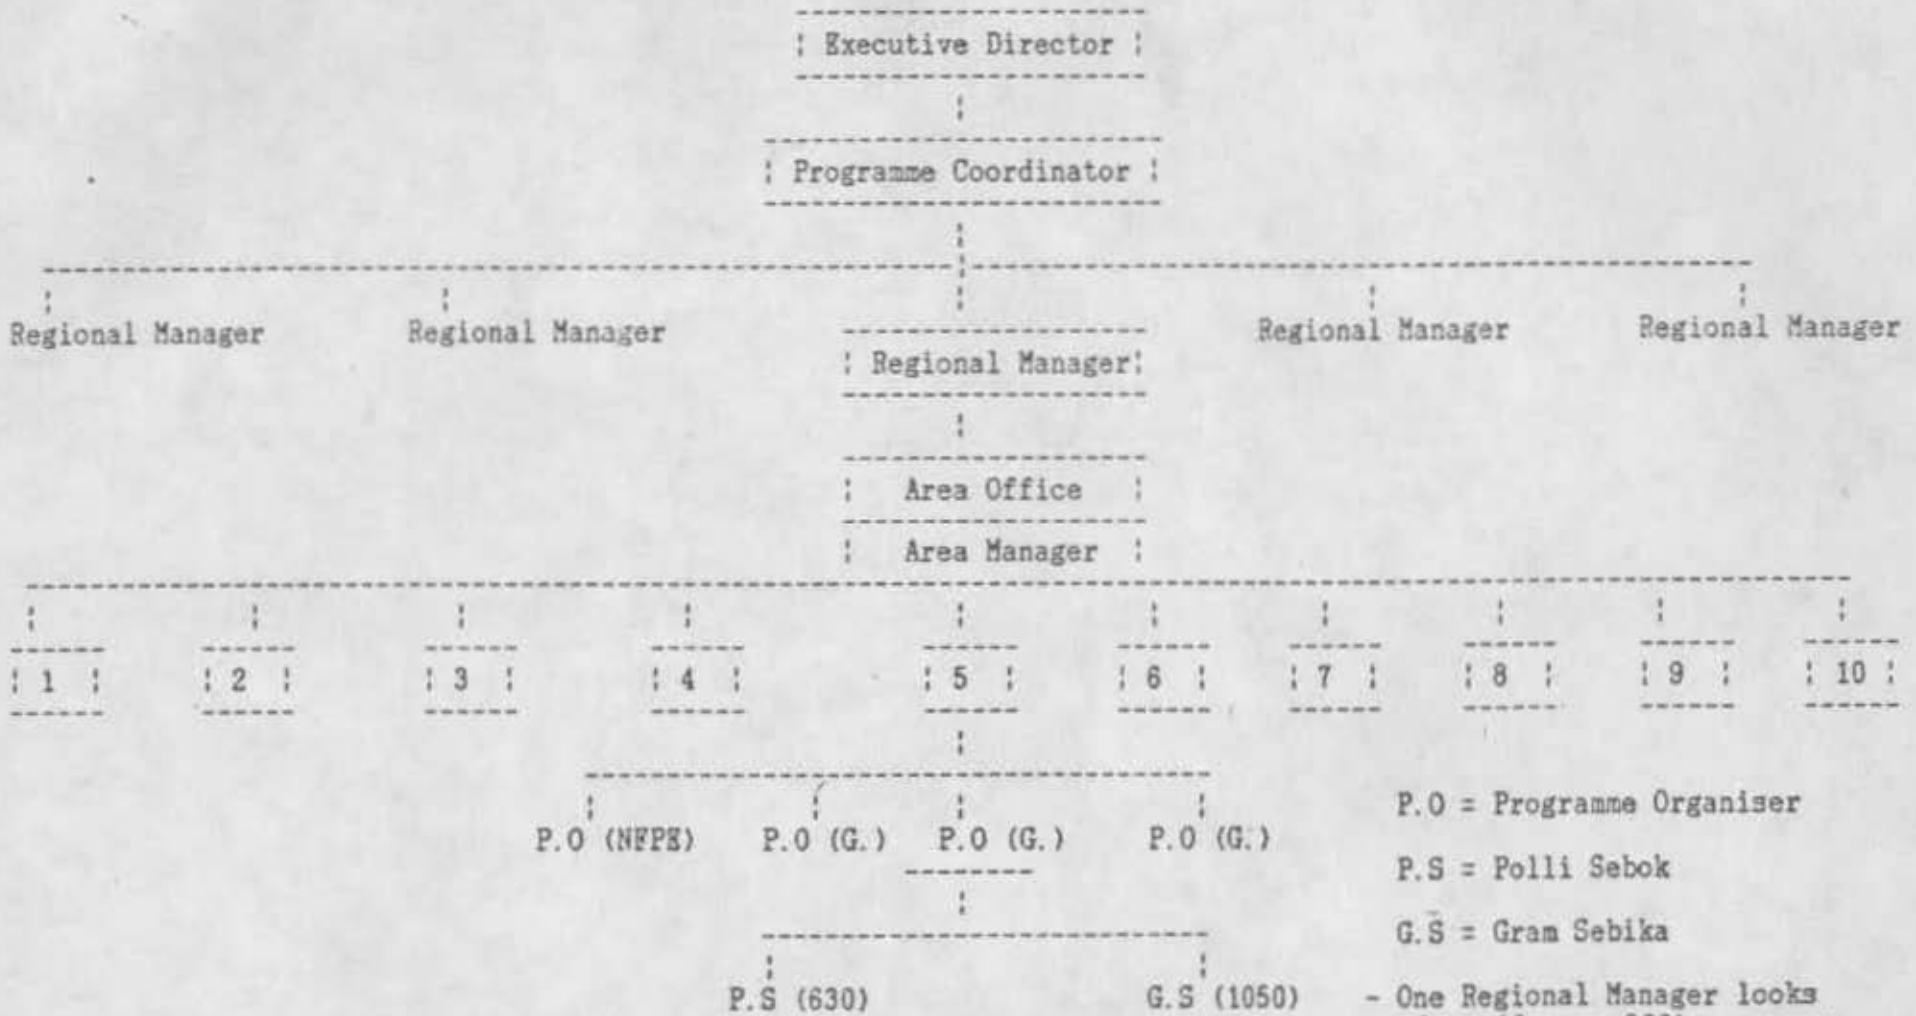 Executive Director
Programme Coordinator
Regional Manager Regional Manager Regional Manager Regional Manager
Regional Manager
Area Office
Area Manager
1 2 3 4 5 6 7 8 9 10
P.O = Programme Organiser
P.O (NFPE) P.O (G.) P.O (G.) P.O (G.)
P.S = Polli Sebok
G.S = Gram Sebika
P.S (630) G.S (1050) - One Regional Manager looks